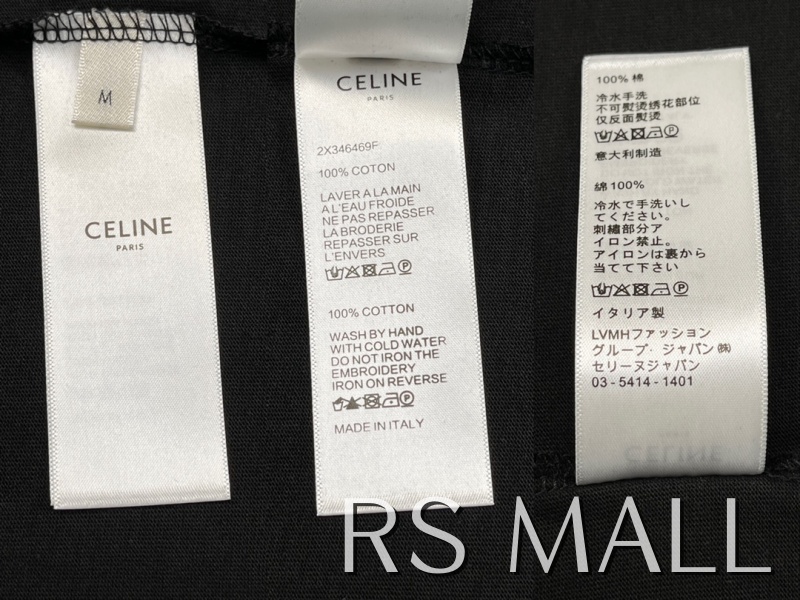 M
CELINE
PARIS
CELINE
PARIS
2X346469F
100% COTON
LAVER A LA MAIN
A L'EAU FROIDE
NE PAS REPASSER
LA BRODERIE
REPASSER SUR
L'ENVERS
100% COTTON
WASH BY HAND
WITH COLD WATER
DO NOT IRON THE
EMBROIDERY
IRON ON REVERSE
MADE IN ITALY
100% 棉
冷水手洗
不可熨烫绣花部位
仅反面熨烫
意大利制造
綿100%
冷水で手洗いし
てください。
刺繍部分ア
イロン禁止。
アイロンは裏から
当てて下さい
イタリア製
LVMHファッション
グループ・ジャパン㈱
セリーヌジャパン
03-5414-1401
CELINE
RS MALL